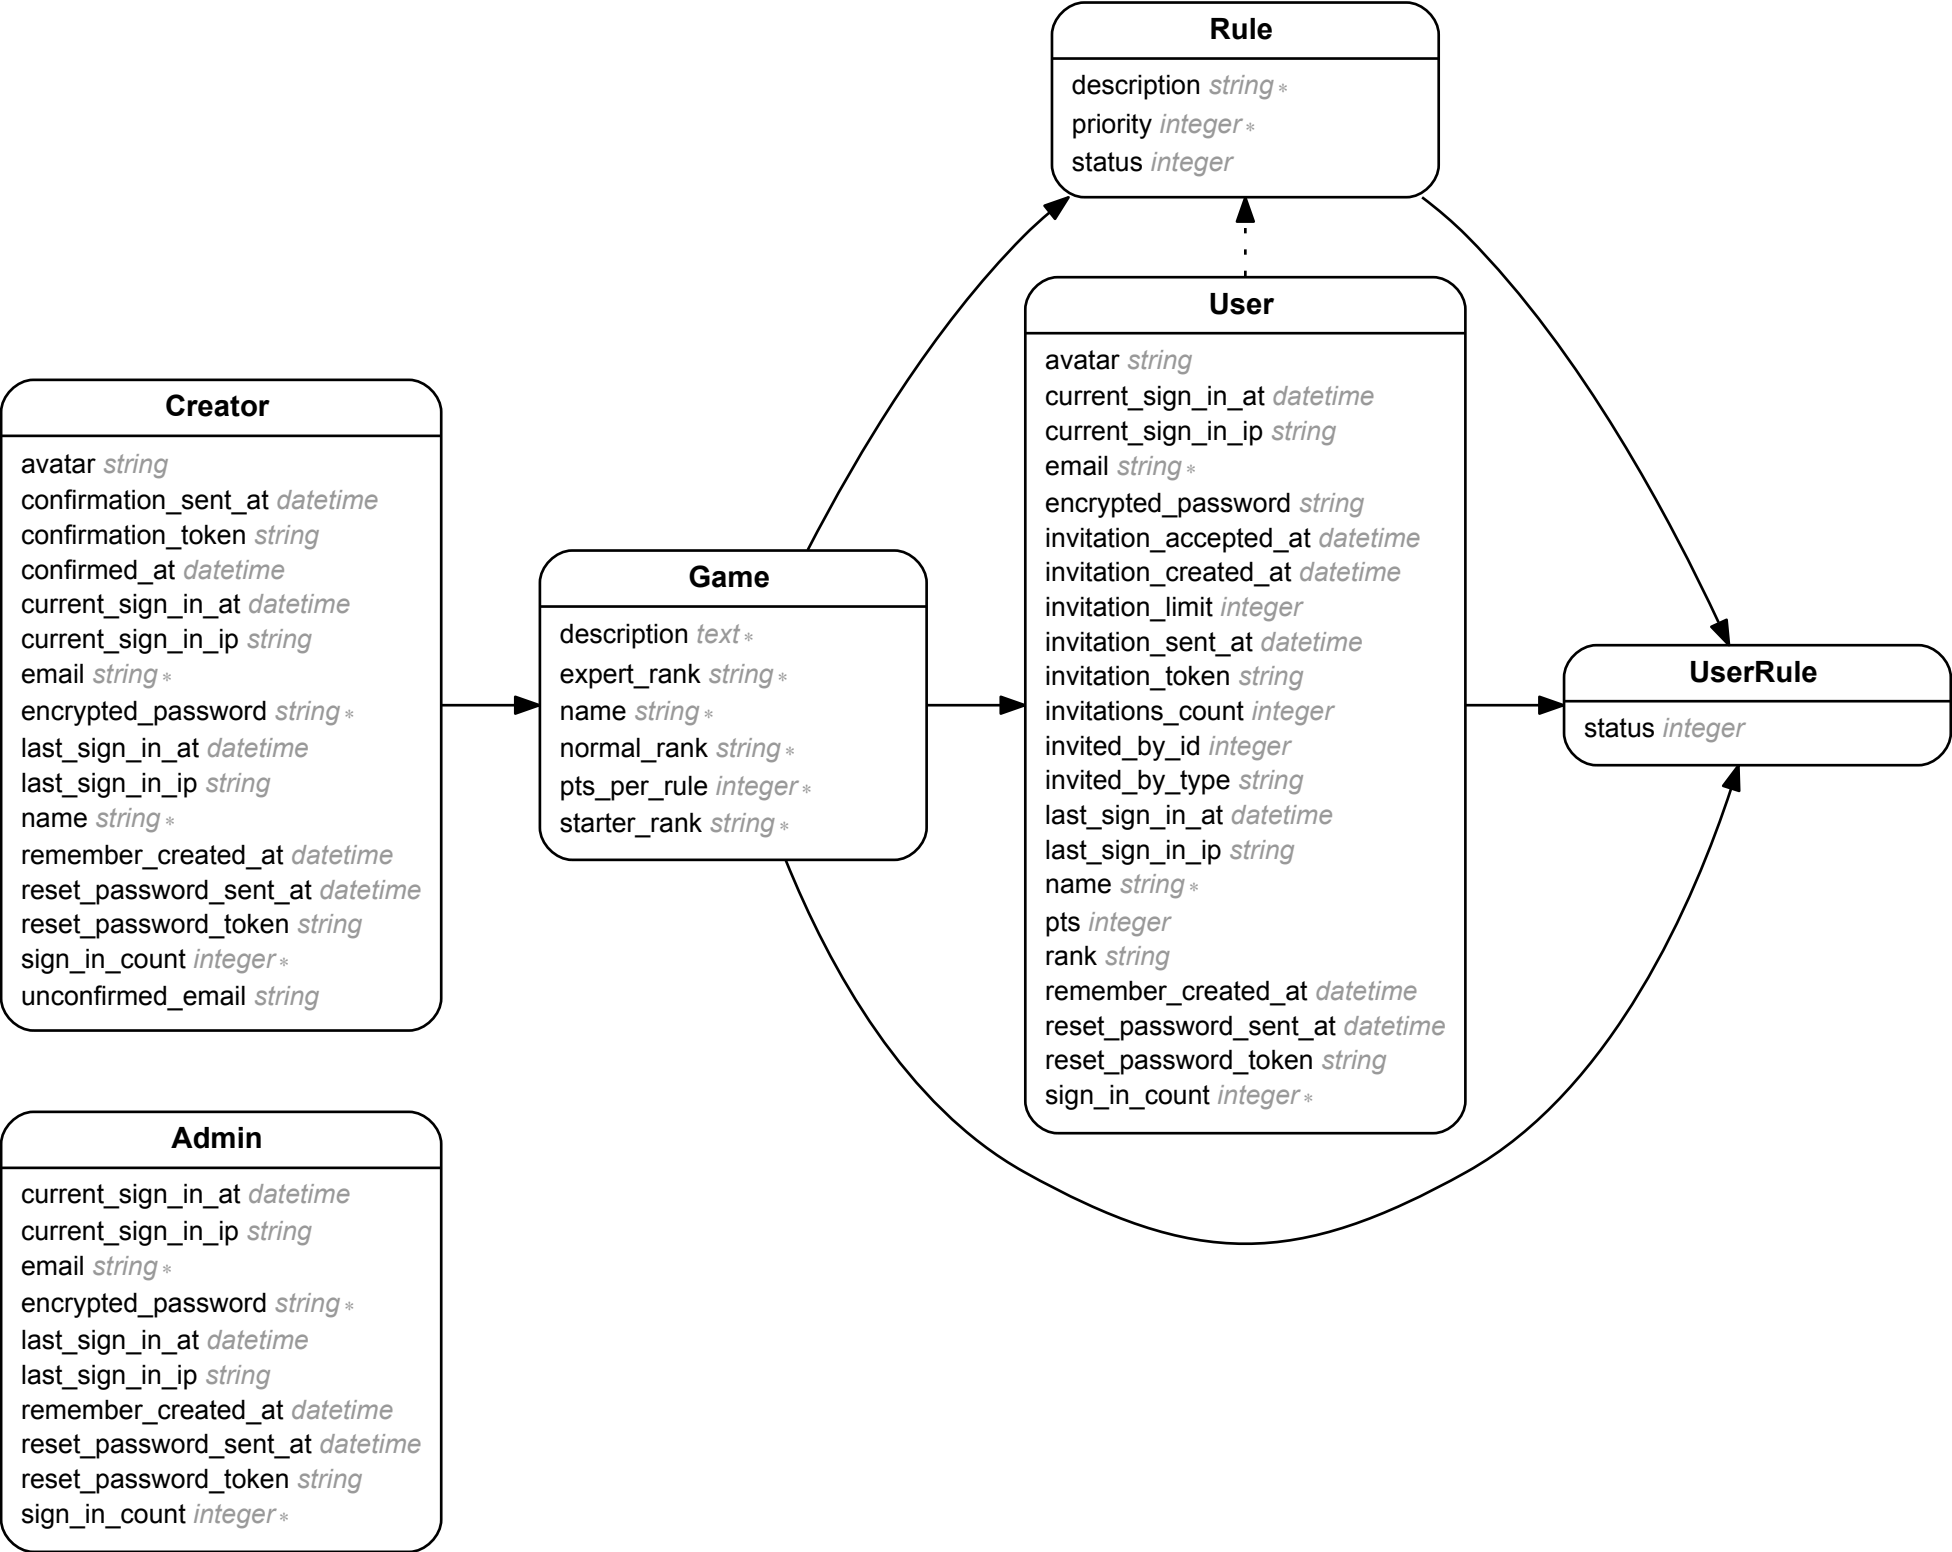 Rule
description string*
priority integer*
status integer
User
avatar string
current_sign_in_at datetime
current_sign_in_ip string
email string*
encrypted_password string
invitation_accepted_at datetime
invitation_created_at datetime
invitation_limit integer
invitation_sent_at datetime
invitation_token string
invitations_count integer
invited_by_id integer
invited_by_type string
last_sign_in_at datetime
last_sign_in_ip string
name string*
pts integer
rank string
remember_created_at datetime
reset_password_sent_at datetime
reset_password_token string
sign_in_count integer*
Creator
avatar string
confirmation_sent_at datetime
confirmation_token string
confirmed_at datetime
current_sign_in_at datetime
current_sign_in_ip string
email string*
encrypted_password string*
last_sign_in_at datetime
last_sign_in_ip string
name string*
remember_created_at datetime
reset_password_sent_at datetime
reset_password_token string
sign_in_count integer*
unconfirmed_email string
Game
description text*
expert_rank string*
name string*
normal_rank string*
pts_per_rule integer*
starter_rank string*
UserRule
status integer
Admin
current_sign_in_at datetime
current_sign_in_ip string
email string*
encrypted_password string*
last_sign_in_at datetime
last_sign_in_ip string
remember_created_at datetime
reset_password_sent_at datetime
reset_password_token string
sign_in_count integer*